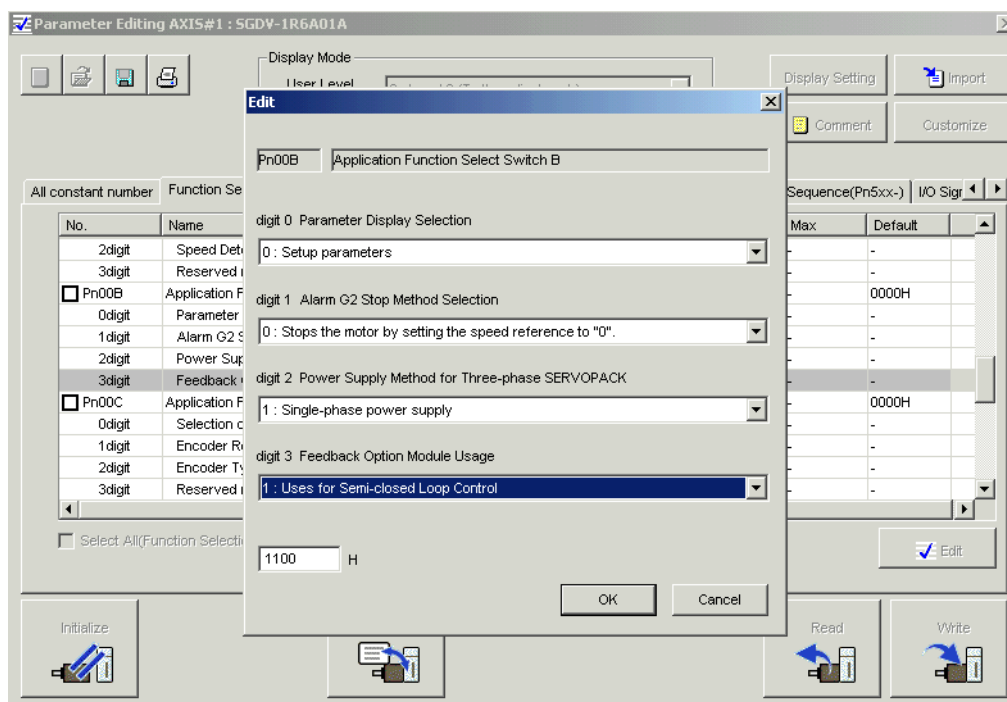 Parameter Editing AXIS#1 : SGDV-1R6A01A
Display Mode
User Level
Display Setting
Import
Comment
Customize
Edit
Pn00B
Application Function Select Switch B
All constant number
Function Se
Sequence(Pn5xx-)
I/O Sigr
digit 0 Parameter Display Selection
0 : Setup parameters
digit 1 Alarm G2 Stop Method Selection
0 : Stops the motor by setting the speed reference to "0".
digit 2 Power Supply Method for Three-phase SERVOPACK
1 : Single-phase power supply
digit 3 Feedback Option Module Usage
1 : Uses for Semi-closed Loop Control
1100 H
OK Cancel
No. Name Max Default
2digit Speed Dete - -
3digit Reserved - -
Pn00B Application F - 0000H
0digit Parameter - -
1digit Alarm G2 S - -
2digit Power Sup - -
3digit Feedback - -
Pn00C Application F - 0000H
0digit Selection o - -
1digit Encoder Re - -
2digit Encoder Ty - -
3digit Reserved - -
Select All(Function Selecti
Edit
Initialize
Read
Write